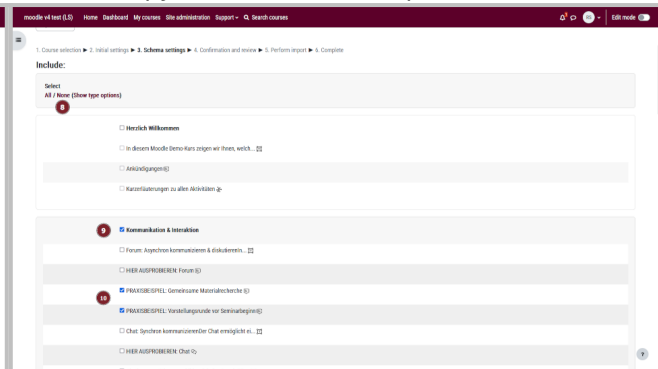 moodle v4 test (LS) Home Dashboard My courses Site administration Support Search courses Edit mode
1. Course selection ► 2. Initial settings ► 3. Schema settings ► 4. Confirmation and review ► 5. Perform import ► 6. Complete
Include:
Select
All / None (Show type options)
8
Herzlich Willkommen
In diesem Moodle Demo-Kurs zeigen wir Ihnen, welch...
Ankündigungen
Kurzerläuterungen zu allen Aktivitäten
9 Kommunikation & Interaktion
Forum: Asynchron kommunizieren & diskutierenIn...
HIER AUSPROBIEREN: Forum
PRAXISBEISPIEL: Gemeinsame Materialrecherche
10
PRAXISBEISPIEL: Vorstellungsrunde vor Seminarbeginn
Chat: Synchron kommunizierenDer Chat ermöglicht ei...
HIER AUSPROBIEREN: Chat
?